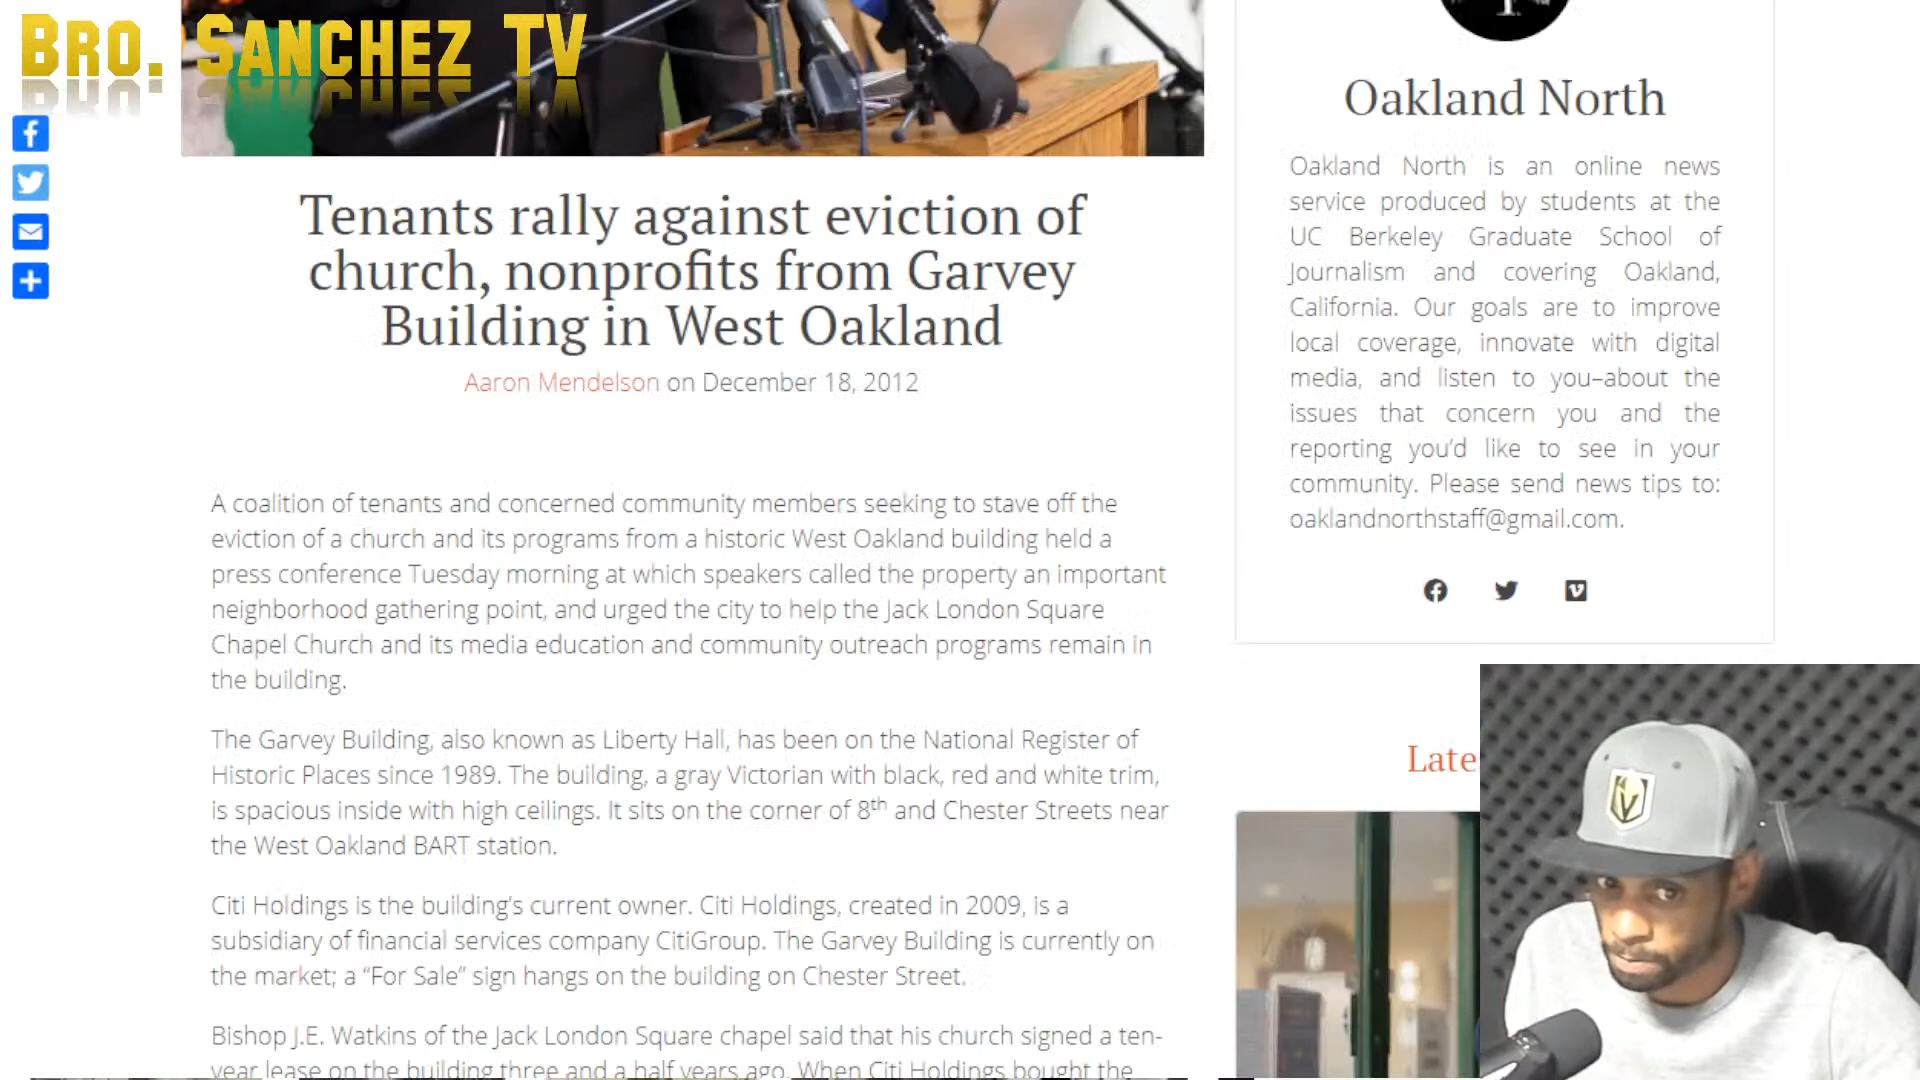 Bro. Sanchez TV
Tenants rally against eviction of
church, nonprofits from Garvey
Building in West Oakland
Aaron Mendelson on December 18, 2012
A coalition of tenants and concerned community members seeking to stave off the
eviction of a church and its programs from a historic West Oakland building held a
press conference Tuesday morning at which speakers called the property an important
neighborhood gathering point, and urged the city to help the Jack London Square
Chapel Church and its media education and community outreach programs remain in
the building.
The Garvey Building, also known as Liberty Hall, has been on the National Register of
Historic Places since 1989. The building, a gray Victorian with black, red and white trim,
is spacious inside with high ceilings. It sits on the corner of 8th and Chester Streets near
the West Oakland BART station.
Citi Holdings is the building's current owner. Citi Holdings, created in 2009, is a
subsidiary of financial services company CitiGroup. The Garvey Building is currently on
the market; a “For Sale” sign hangs on the building on Chester Street.
Bishop J.E. Watkins of the Jack London Square chapel said that his church signed a ten-
year lease on the building three and a half years ago. When Citi Holdings bought the
Oakland North
Oakland North is an online news
service produced by students at the
UC Berkeley Graduate School of
Journalism and covering Oakland,
California. Our goals are to improve
local coverage, innovate with digital
media, and listen to you–about the
issues that concern you and the
reporting you'd like to see in your
community. Please send news tips to:
oaklandnorthstaff@gmail.com.
Late